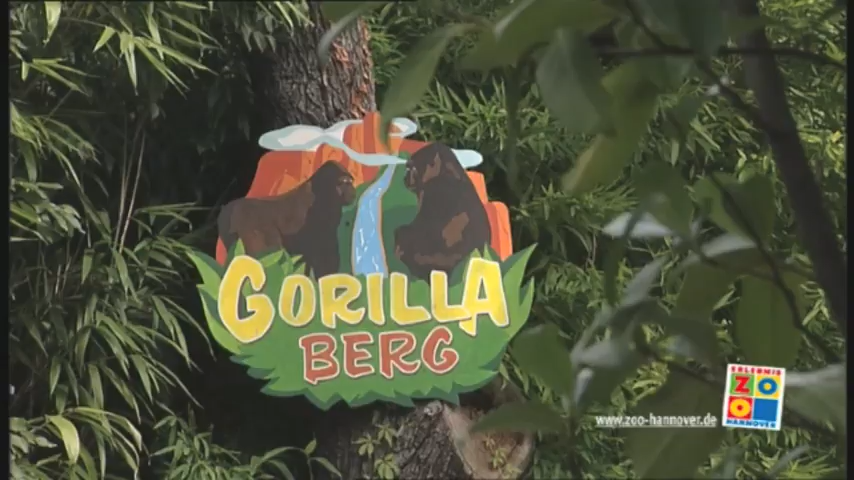 GORILLA
BERG
www.zoo-hannover.de
ERLEBNIS
ZOO
HANNOVER